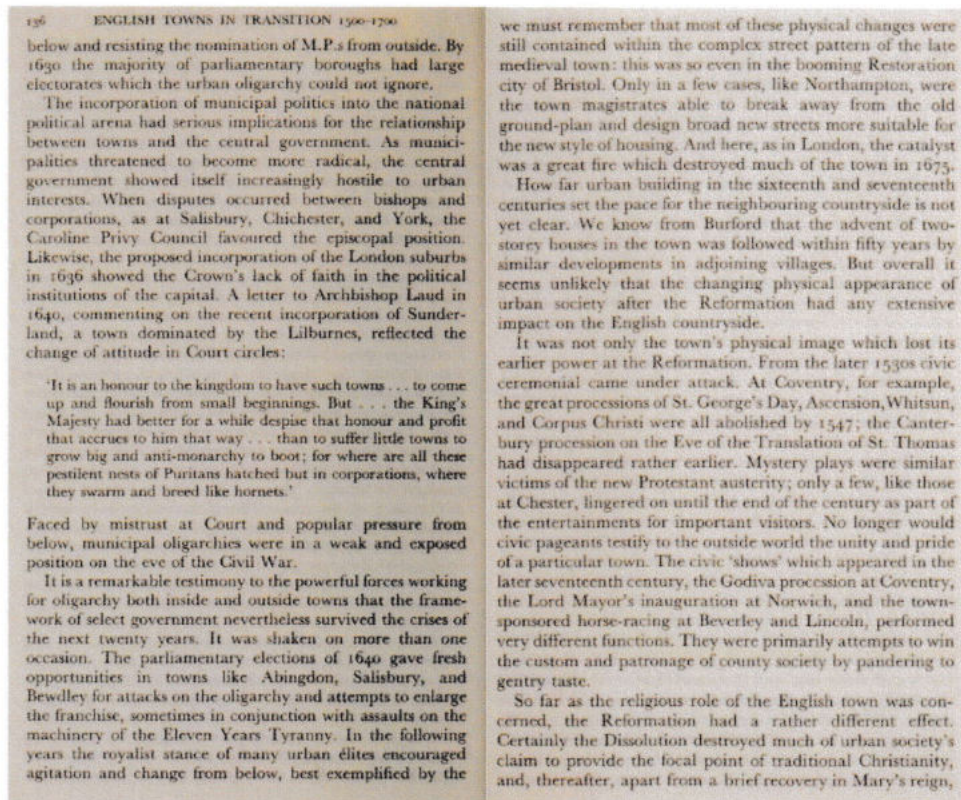 136 ENGLISH TOWNS IN TRANSITION 1500-1700
below and resisting the nomination of M.P.s from outside. By
1630 the majority of parliamentary boroughs had large
electorates which the urban oligarchy could not ignore.
The incorporation of municipal politics into the national
political arena had serious implications for the relationship
between towns and the central government. As munici-
palities threatened to become more radical, the central
government showed itself increasingly hostile to urban
interests. When disputes occurred between bishops and
corporations, as at Salisbury, Chichester, and York, the
Caroline Privy Council favoured the episcopal position.
Likewise, the proposed incorporation of the London suburbs
in 1636 showed the Crown's lack of faith in the political
institutions of the capital. A letter to Archbishop Laud in
1640, commenting on the recent incorporation of Sunder-
land, a town dominated by the Lilburnes, reflected the
change of attitude in Court circles:
'It is an honour to the kingdom to have such towns . . . to come
up and flourish from small beginnings. But . . . the King's
Majesty had better for a while despise that honour and profit
that accrues to him that way . . . than to suffer little towns to
grow big and anti-monarchy to boot; for where are all these
pestilent nests of Puritans hatched but in corporations, where
they swarm and breed like hornets.'
Faced by mistrust at Court and popular pressure from
below, municipal oligarchies were in a weak and exposed
position on the eve of the Civil War.
It is a remarkable testimony to the powerful forces working
for oligarchy both inside and outside towns that the frame-
work of select government nevertheless survived the crises of
the next twenty years. It was shaken on more than one
occasion. The parliamentary elections of 1640 gave fresh
opportunities in towns like Abingdon, Salisbury, and
Bewdley for attacks on the oligarchy and attempts to enlarge
the franchise, sometimes in conjunction with assaults on the
machinery of the Eleven Years Tyranny. In the following
years the royalist stance of many urban élites encouraged
agitation and change from below, best exemplified by the
we must remember that most of these physical changes were
still contained within the complex street pattern of the late
medieval town: this was so even in the booming Restoration
city of Bristol. Only in a few cases, like Northampton, were
the town magistrates able to break away from the old
ground-plan and design broad new streets more suitable for
the new style of housing. And here, as in London, the catalyst
was a great fire which destroyed much of the town in 1675.
How far urban building in the sixteenth and seventeenth
centuries set the pace for the neighbouring countryside is not
yet clear. We know from Burford that the advent of two-
storey houses in the town was followed within fifty years by
similar developments in adjoining villages. But overall it
seems unlikely that the changing physical appearance of
urban society after the Reformation had any extensive
impact on the English countryside.
It was not only the town's physical image which lost its
earlier power at the Reformation. From the later 1530s civic
ceremonial came under attack. At Coventry, for example,
the great processions of St. George's Day, Ascension, Whitsun,
and Corpus Christi were all abolished by 1547; the Canter-
bury procession on the Eve of the Translation of St. Thomas
had disappeared rather earlier. Mystery plays were similar
victims of the new Protestant austerity; only a few, like those
at Chester, lingered on until the end of the century as part of
the entertainments for important visitors. No longer would
civic pageants testify to the outside world the unity and pride
of a particular town. The civic 'shows' which appeared in the
later seventeenth century, the Godiva procession at Coventry,
the Lord Mayor's inauguration at Norwich, and the town-
sponsored horse-racing at Beverley and Lincoln, performed
very different functions. They were primarily attempts to win
the custom and patronage of county society by pandering to
gentry taste.
So far as the religious role of the English town was con-
cerned, the Reformation had a rather different effect.
Certainly the Dissolution destroyed much of urban society's
claim to provide the focal point of traditional Christianity,
and, thereafter, apart from a brief recovery in Mary's reign,